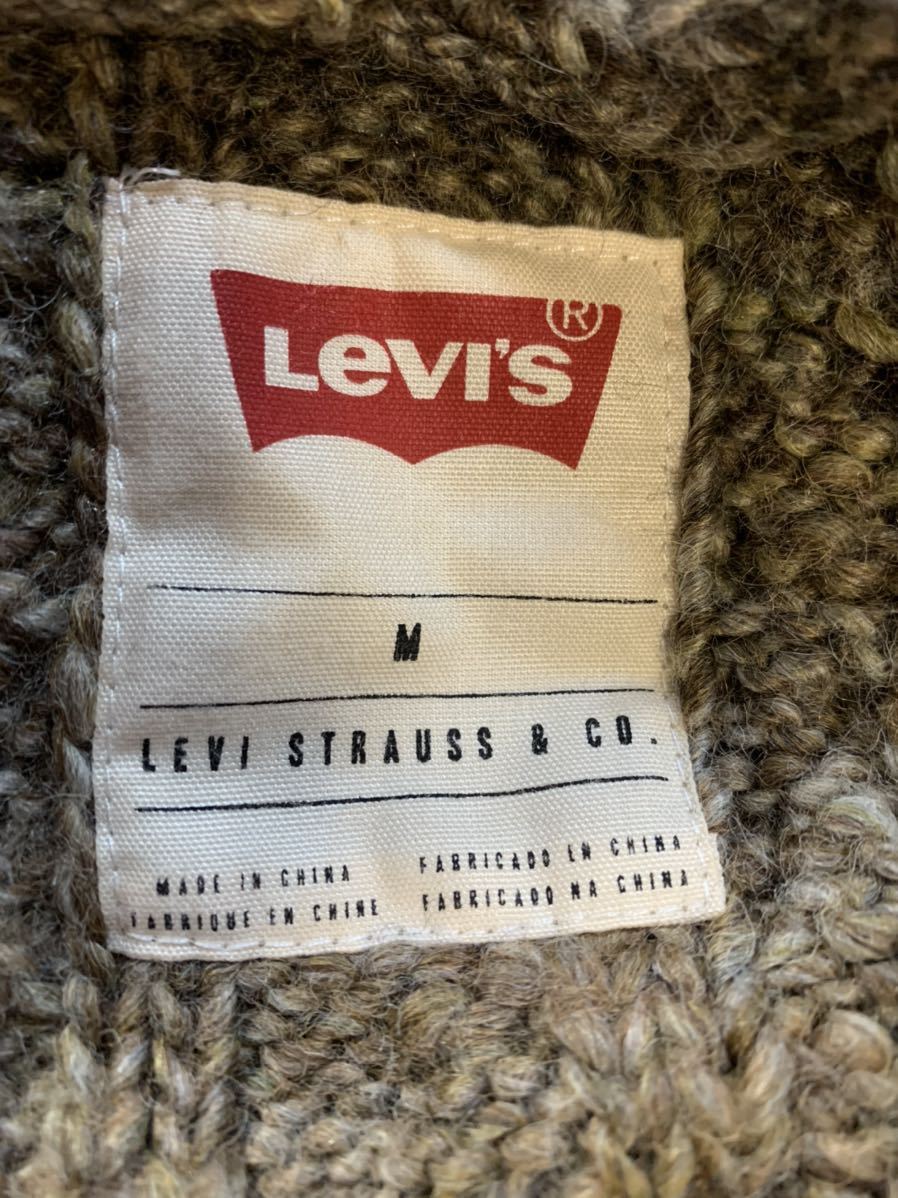 Levi's ®
M
LEVI STRAUSS & CO.
MADE IN CHINA
FABRIQUE EN CHINE
FABRICADO EN CHINA
FABRICADO NA CHINA